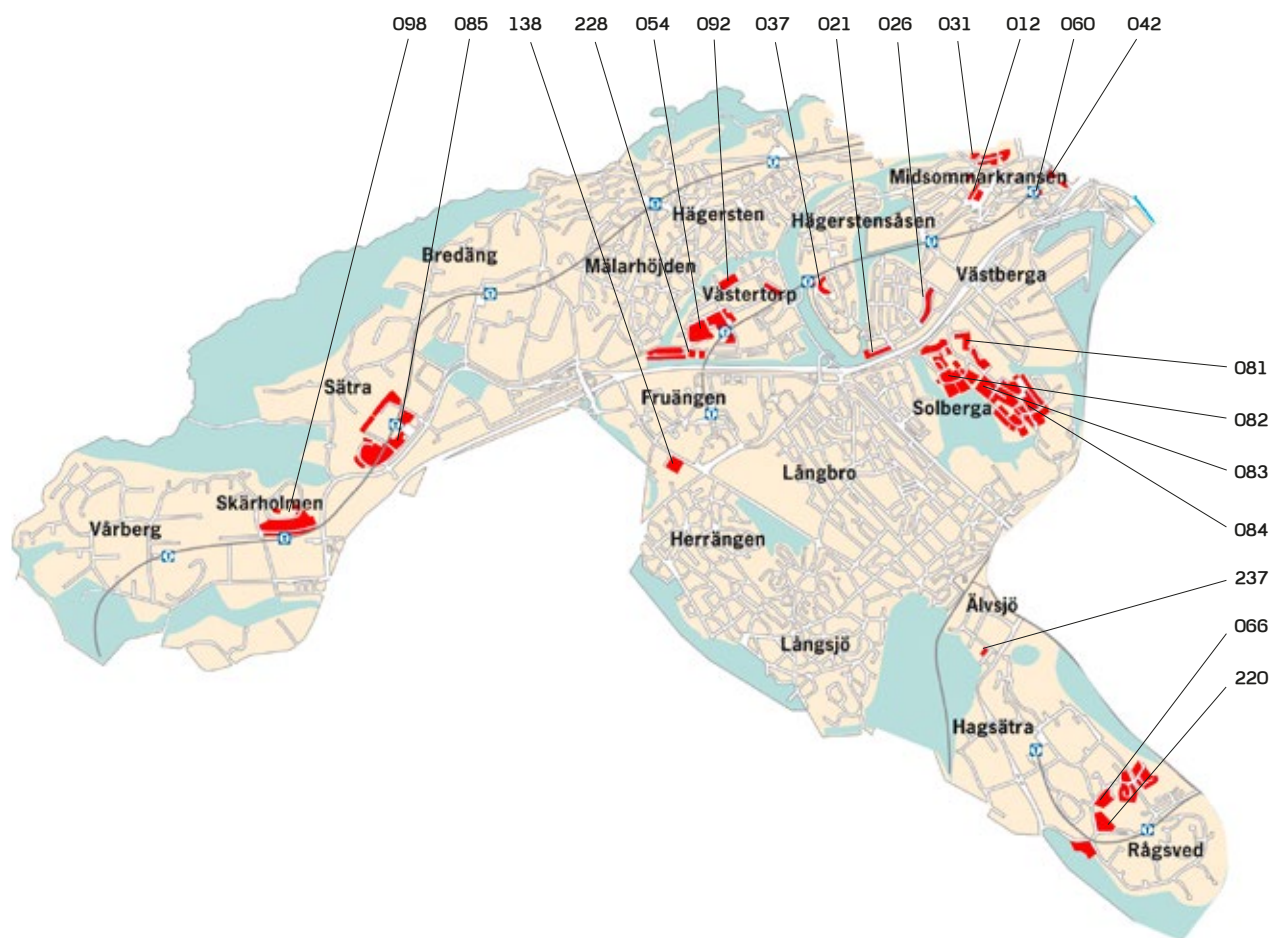 098 085 138 228 054 092 037 021 026 031 012 060 042
Midsommarkransen
Hägersten
Hägerstensåsen
Bredäng
Mälarhöjden
Västberga
Västertorp
081
Sätra
Fruängen
Solberga
082
Långbro
083
Skärholmen
Vårberg
084
Herrängen
237
Älvsjö
066
Långsjö
220
Hagsätra
Rågsved